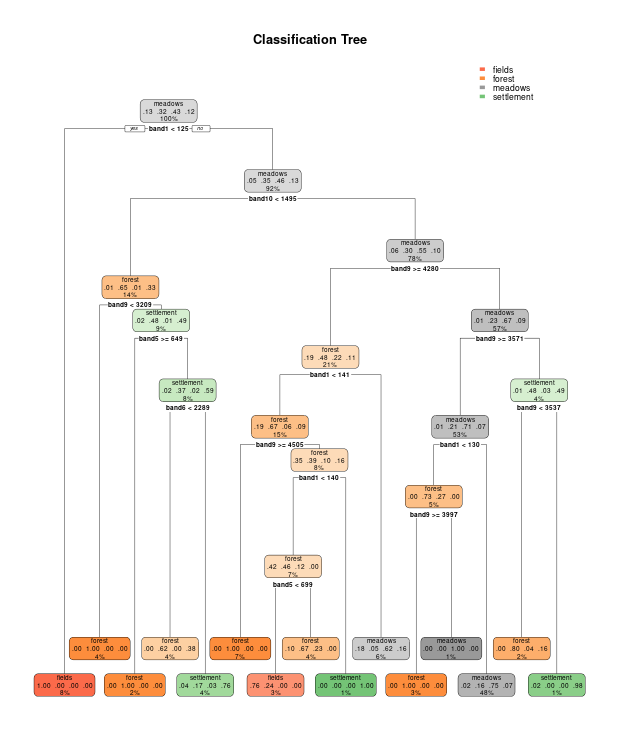 Classification Tree
fields
forest
meadows
settlement
meadows
.13 .32 .43 .12
100%
yes band1 < 125 no
meadows
.05 .35 .46 .13
92%
band10 < 1495
meadows
.06 .30 .55 .10
78%
band9 >= 4280
forest
.01 .65 .01 .33
14%
band9 < 3209
settlement
.02 .48 .01 .49
9%
band5 >= 649
meadows
.01 .23 .67 .09
57%
band9 >= 3571
forest
.19 .48 .22 .11
21%
band1 < 141
settlement
.02 .37 .02 .59
8%
band6 < 2289
settlement
.01 .48 .03 .49
4%
band9 < 3537
forest
.19 .67 .06 .09
15%
band9 >= 4505
meadows
.01 .21 .71 .07
53%
band1 < 130
forest
.35 .39 .10 .16
8%
band1 < 140
forest
.00 .73 .27 .00
5%
band9 >= 3997
forest
.42 .46 .12 .00
7%
band5 < 699
forest
.00 1.00 .00 .00
4%
forest
.00 .62 .00 .38
4%
forest
.00 1.00 .00 .00
7%
forest
.10 .67 .23 .00
4%
meadows
.18 .05 .62 .16
6%
meadows
.00 .00 1.00 .00
1%
forest
.00 .80 .04 .16
2%
fields
1.00 .00 .00 .00
8%
forest
.00 1.00 .00 .00
2%
settlement
.04 .17 .03 .76
4%
fields
.76 .24 .00 .00
3%
settlement
.00 .00 .00 1.00
1%
forest
.00 1.00 .00 .00
3%
meadows
.02 .16 .75 .07
48%
settlement
.02 .00 .00 .98
1%